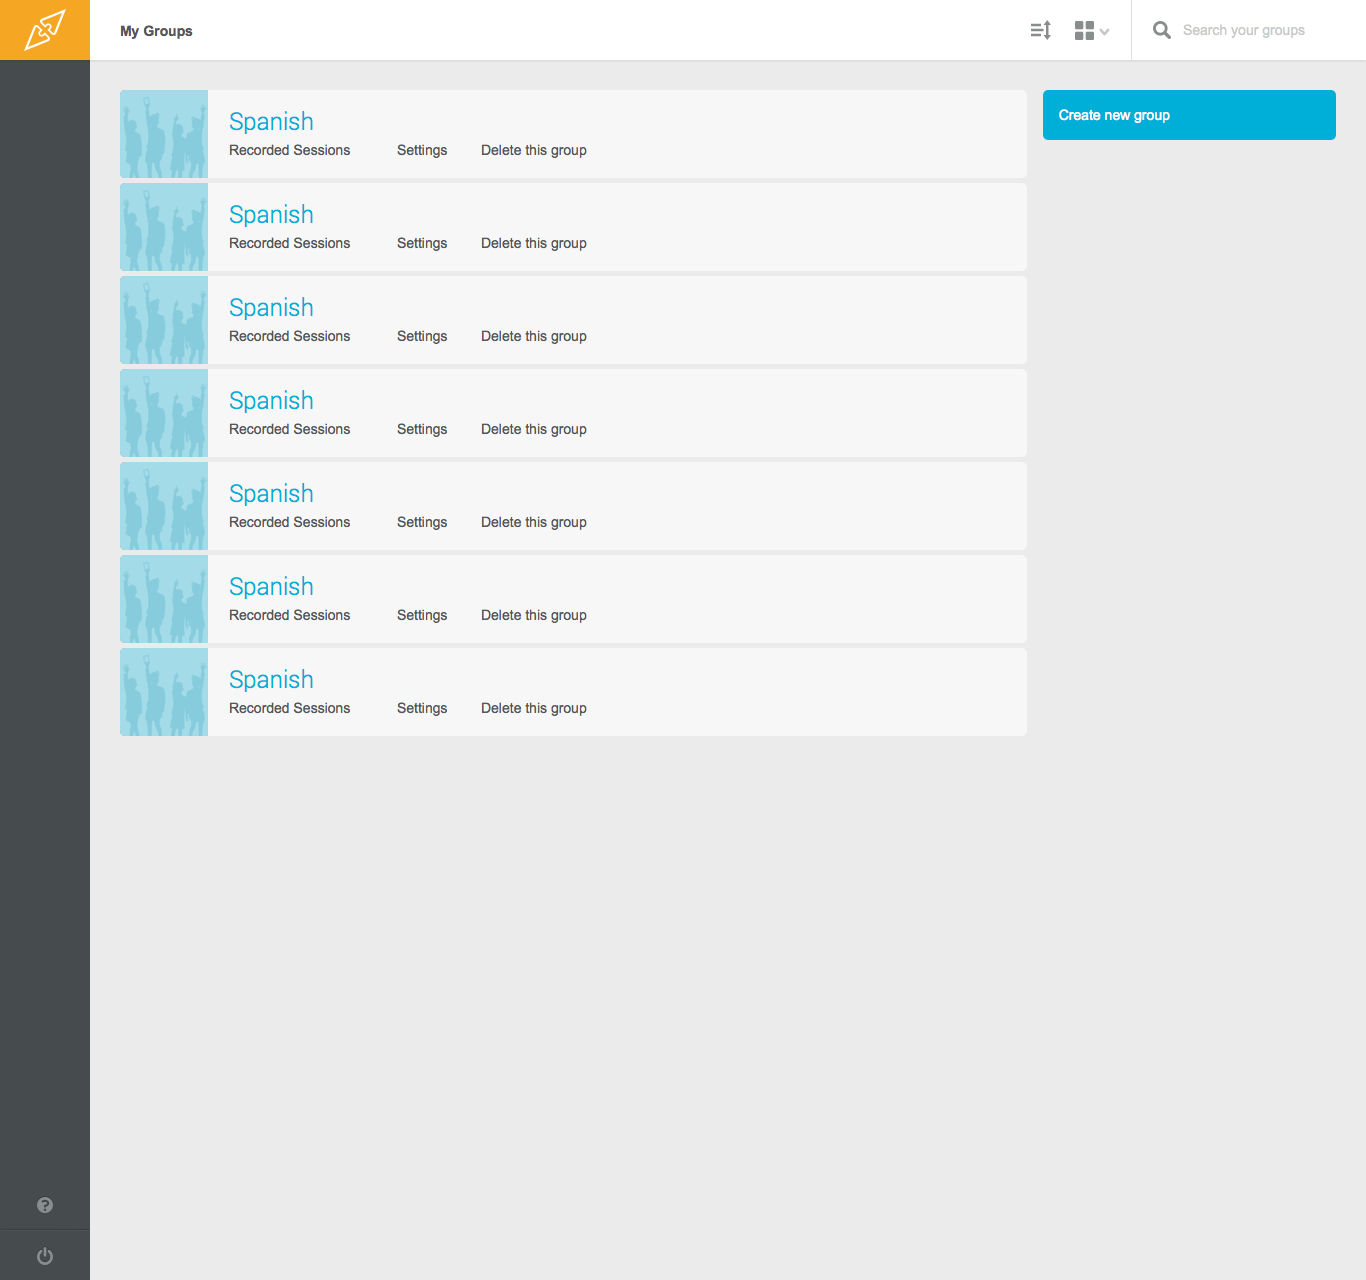 My Groups
Search your groups
Create new group
Spanish
Recorded Sessions Settings Delete this group
Spanish
Recorded Sessions Settings Delete this group
Spanish
Recorded Sessions Settings Delete this group
Spanish
Recorded Sessions Settings Delete this group
Spanish
Recorded Sessions Settings Delete this group
Spanish
Recorded Sessions Settings Delete this group
Spanish
Recorded Sessions Settings Delete this group